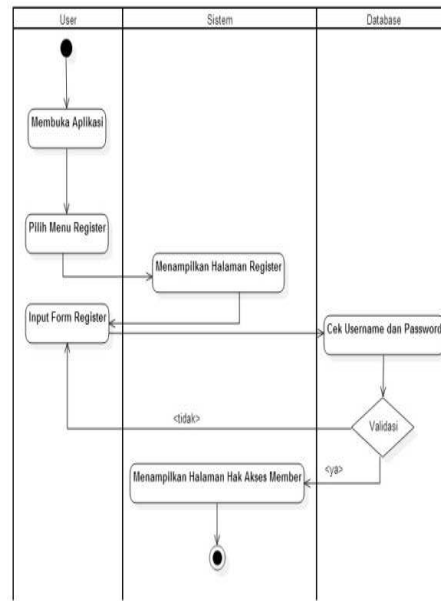 User
Sistem
Database
Membuka Aplikasi
Pilih Menu Register
Menampilkan Halaman Register
Input Form Register
Cek Username dan Password
<tidak>
Validasi
<ya>
Menampilkan Halaman Hak Akses Member